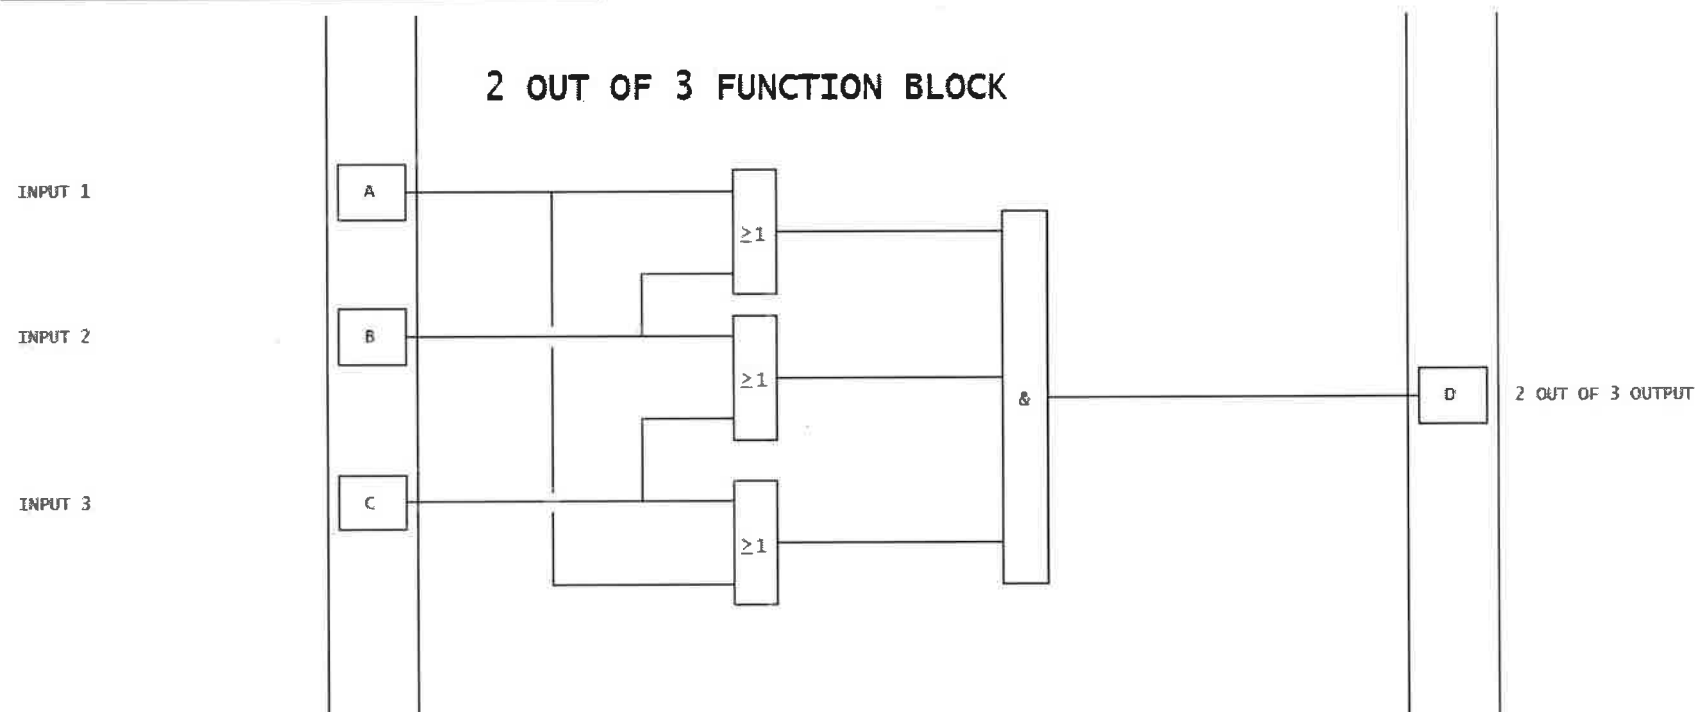 2 OUT OF 3 FUNCTION BLOCK
INPUT 1
A
≥1
INPUT 2
B
≥1
&
D
2 OUT OF 3 OUTPUT
INPUT 3
C
≥1